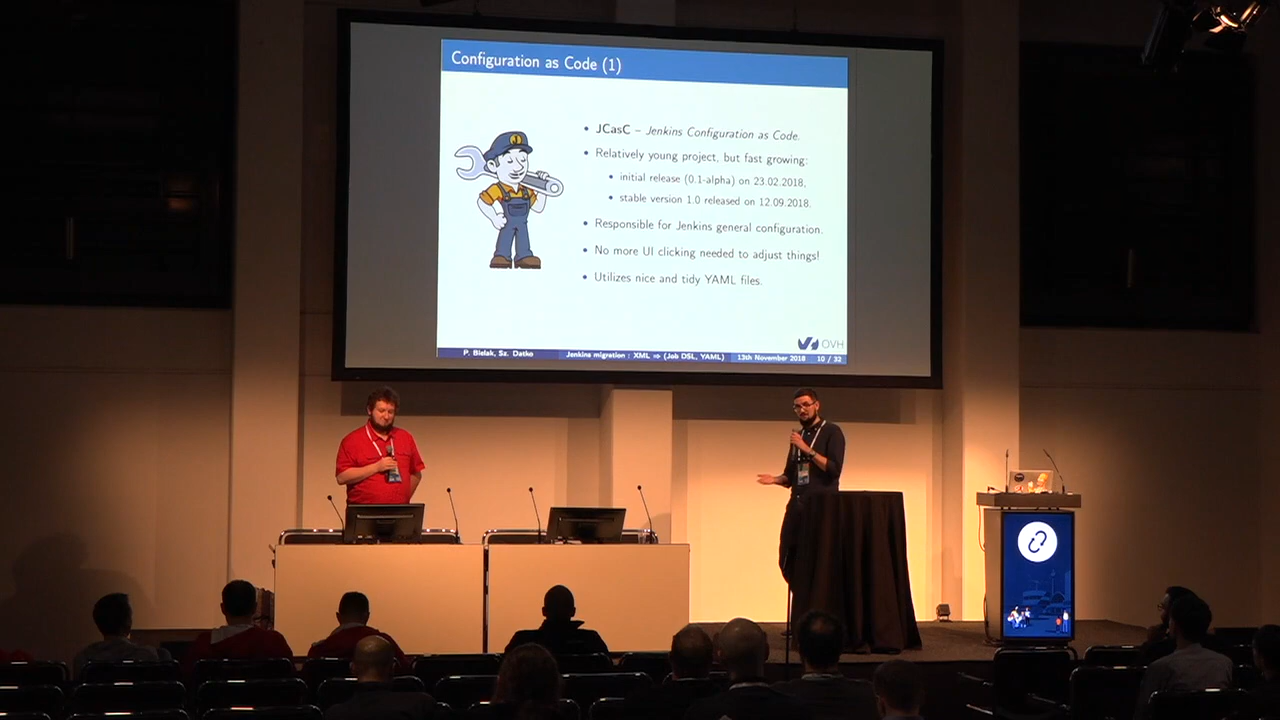 Configuration as Code (1)
• JCasC – Jenkins Configuration as Code.
• Relatively young project, but fast growing:
• initial release (0.1-alpha) on 23.02.2018,
• stable version 1.0 released on 12.09.2018.
• Responsible for Jenkins general configuration.
• No more UI clicking needed to adjust things!
• Utilizes nice and tidy YAML files.
OVH
P. Bielak, Sz. Datko Jenkins migration : XML ⇒ (Job DSL, YAML) 13th November 2018 10 / 32